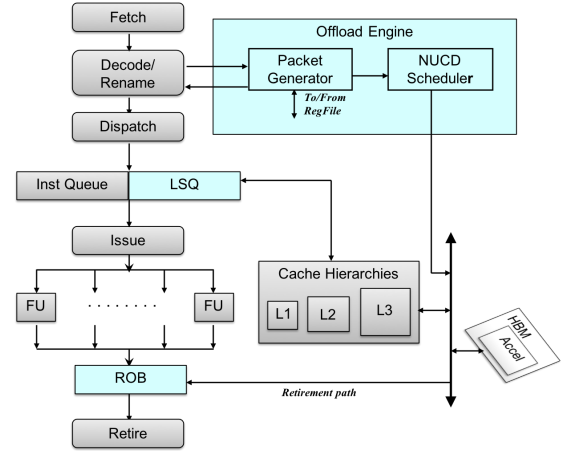 Fetch
Offload Engine
Decode/
Rename
Packet
Generator
NUCD
Scheduler
To/From
RegFile
Dispatch
Inst Queue
LSQ
Issue
Cache Hierarchies
L1
L2
L3
FU
. . . . . . . .
FU
HBM
Accel
ROB
Retirement path
Retire